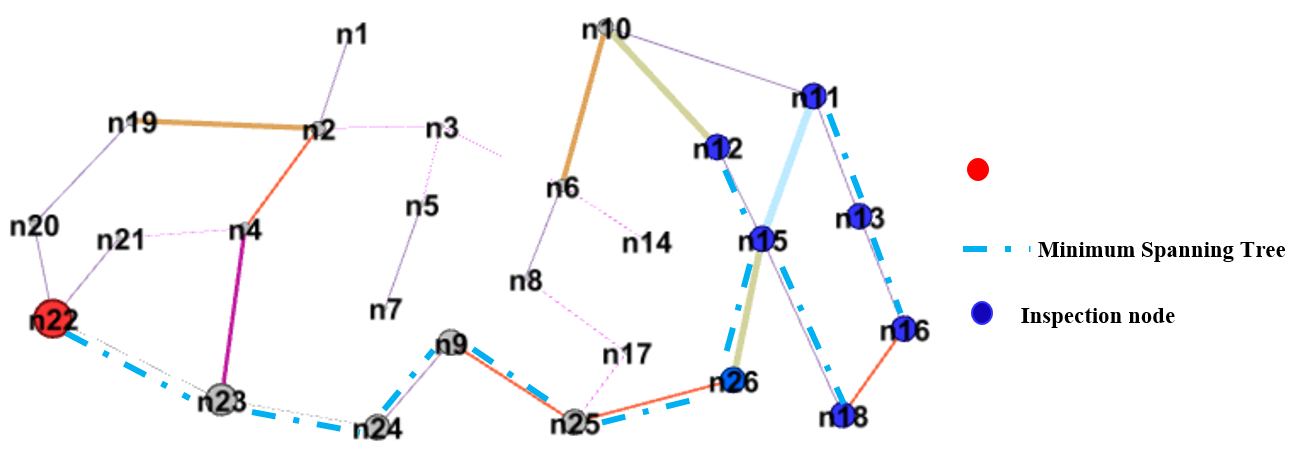 n1
n10
n19
n2
n3
n11
n12
n6
n5
n20
n21
n4
n14
n15
n13
n8
n7
n22
n9
n17
n16
n26
n23
n24
n25
n18
Minimum Spanning Tree
Inspection node